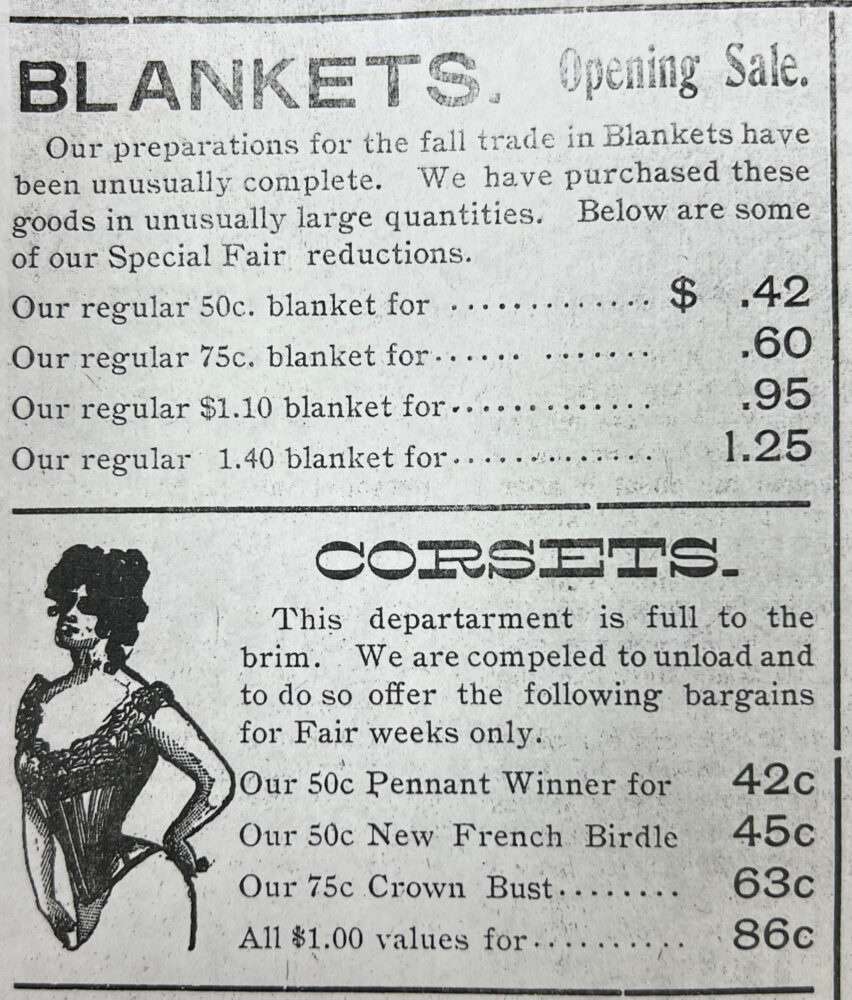 BLANKETS. Opening Sale.
Our preparations for the fall trade in Blankets have
been unusually complete. We have purchased these
goods in unusually large quantities. Below are some
of our Special Fair reductions.
Our regular 50c. blanket for .............. $ .42
Our regular 75c. blanket for...... ....... .60
Our regular $1.10 blanket for............. .95
Our regular 1.40 blanket for............. 1.25
CORSETS.
This departarment is full to the
brim. We are compeled to unload and
to do so offer the following bargains
for Fair weeks only.
Our 50c Pennant Winner for 42c
Our 50c New French Birdle 45c
Our 75c Crown Bust........ 63c
All $1.00 values for........... 86c